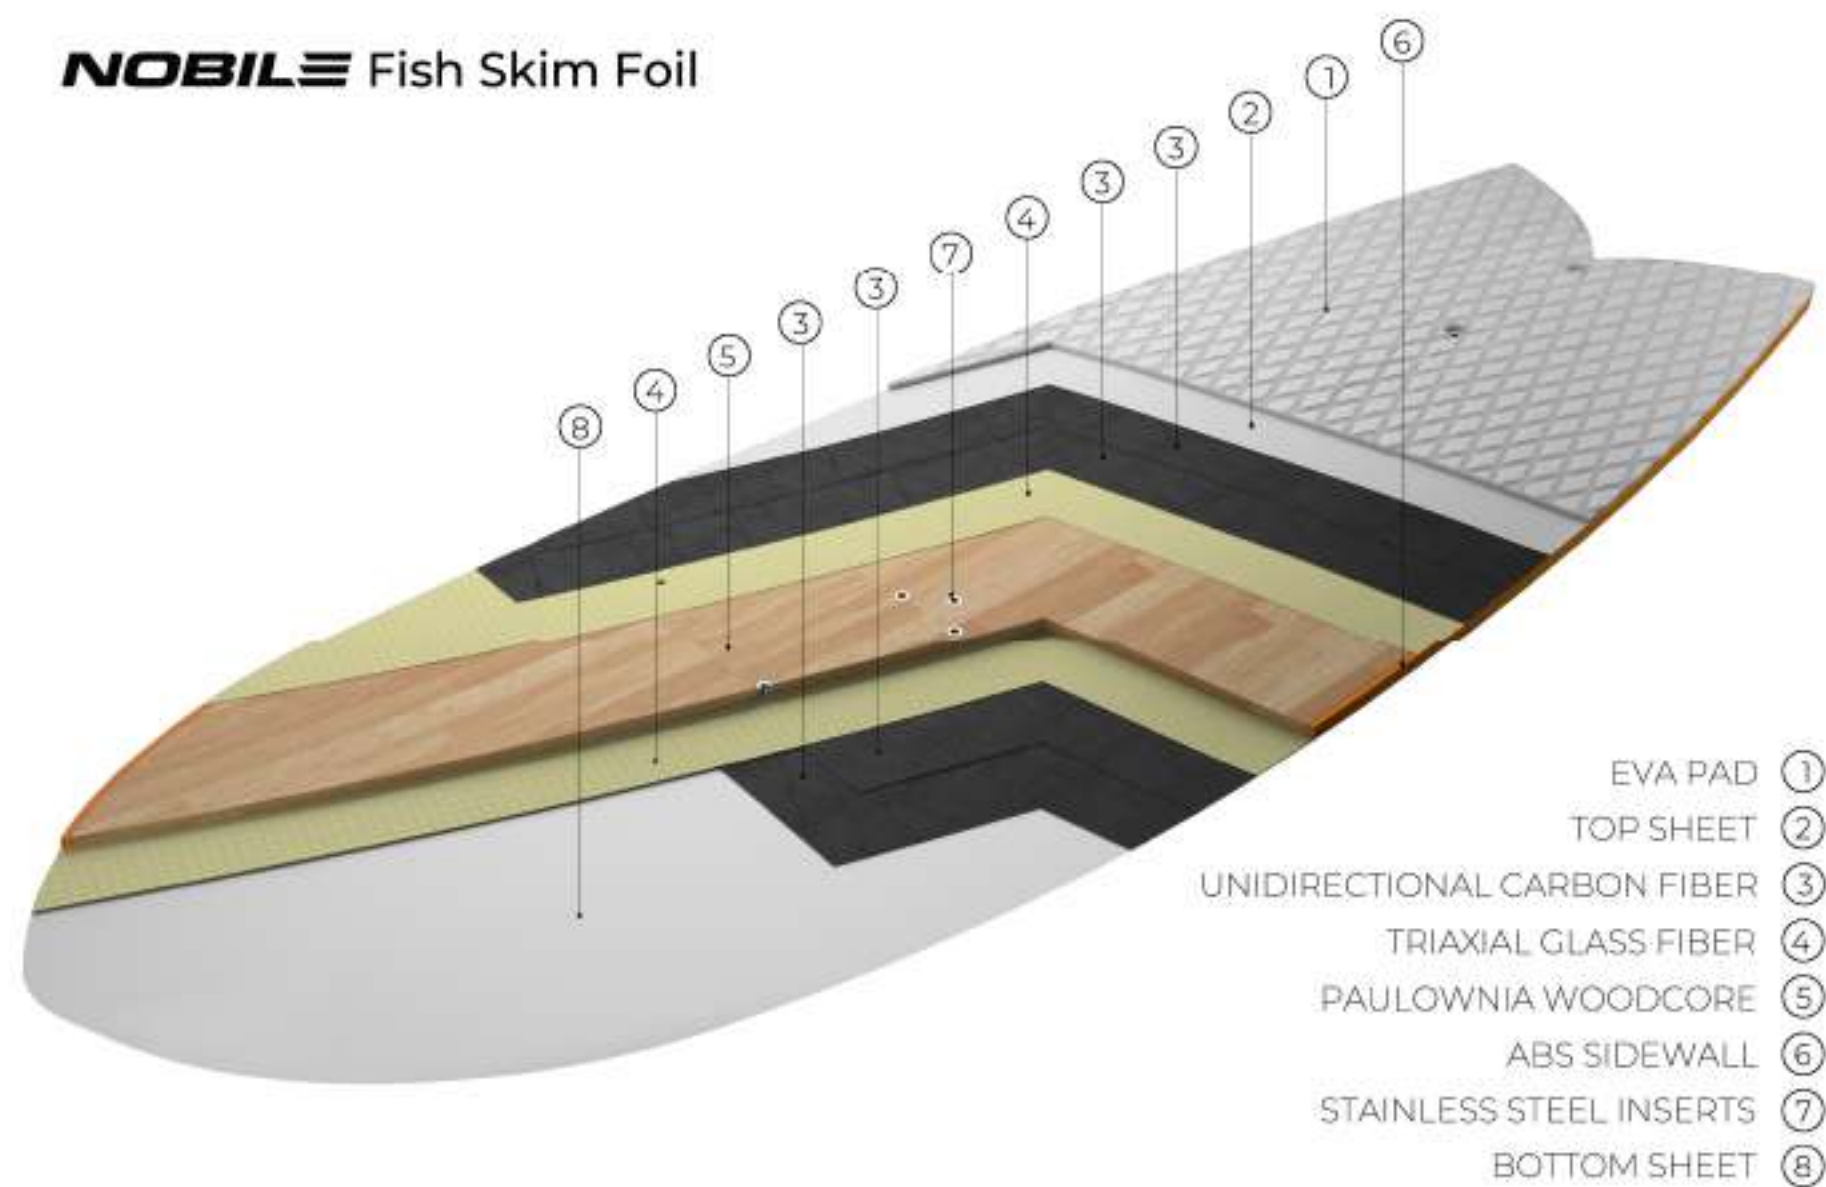 NOBILE Fish Skim Foil
6
1
2
3
3
4
7
3
3
5
4
8
EVA PAD 1
TOP SHEET 2
UNIDIRECTIONAL CARBON FIBER 3
TRIAXIAL GLASS FIBER 4
PAULOWNIA WOODCORE 5
ABS SIDEWALL 6
STAINLESS STEEL INSERTS 7
BOTTOM SHEET 8